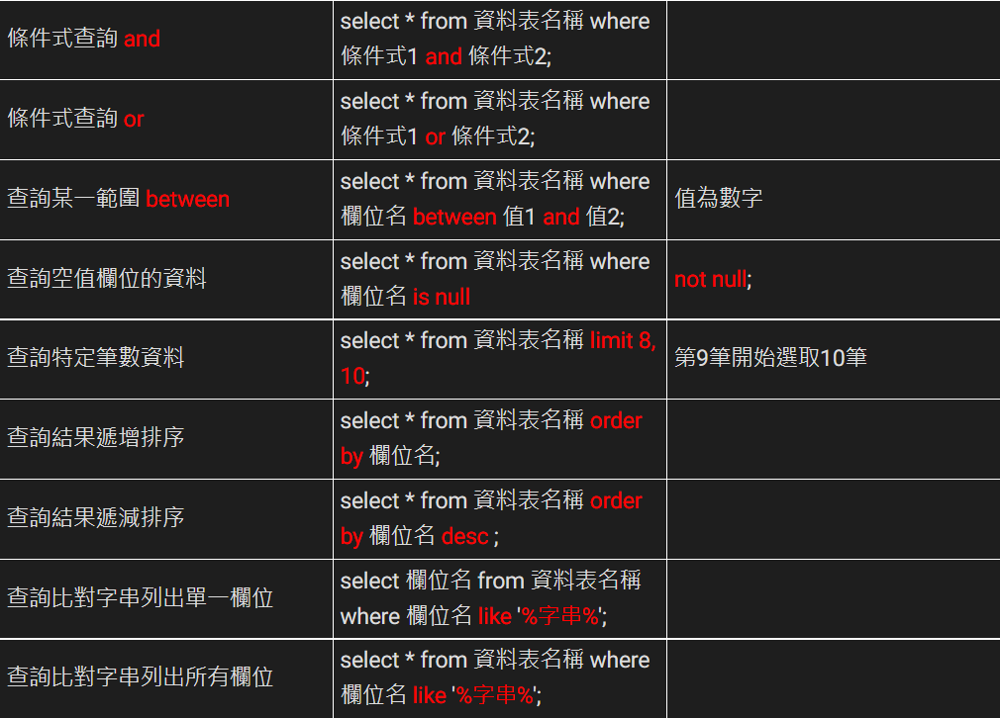 條件式查詢 and
select * from 資料表名稱 where
條件式1 and 條件式2;
條件式查詢 or
select * from 資料表名稱 where
條件式1 or 條件式2;
查詢某一範圍 between
select * from 資料表名稱 where
欄位名 between 值1 and 值2;
值為數字
查詢空值欄位的資料
select * from 資料表名稱 where
欄位名 is null
not null;
查詢特定筆數資料
select * from 資料表名稱 limit 8,
10;
第9筆開始選取10筆
查詢結果遞增排序
select * from 資料表名稱 order
by 欄位名;
查詢結果遞減排序
select * from 資料表名稱 order
by 欄位名 desc ;
查詢比對字串列出單一欄位
select 欄位名 from 資料表名稱
where 欄位名 like '%字串%';
查詢比對字串列出所有欄位
select * from 資料表名稱 where
欄位名 like '%字串%';